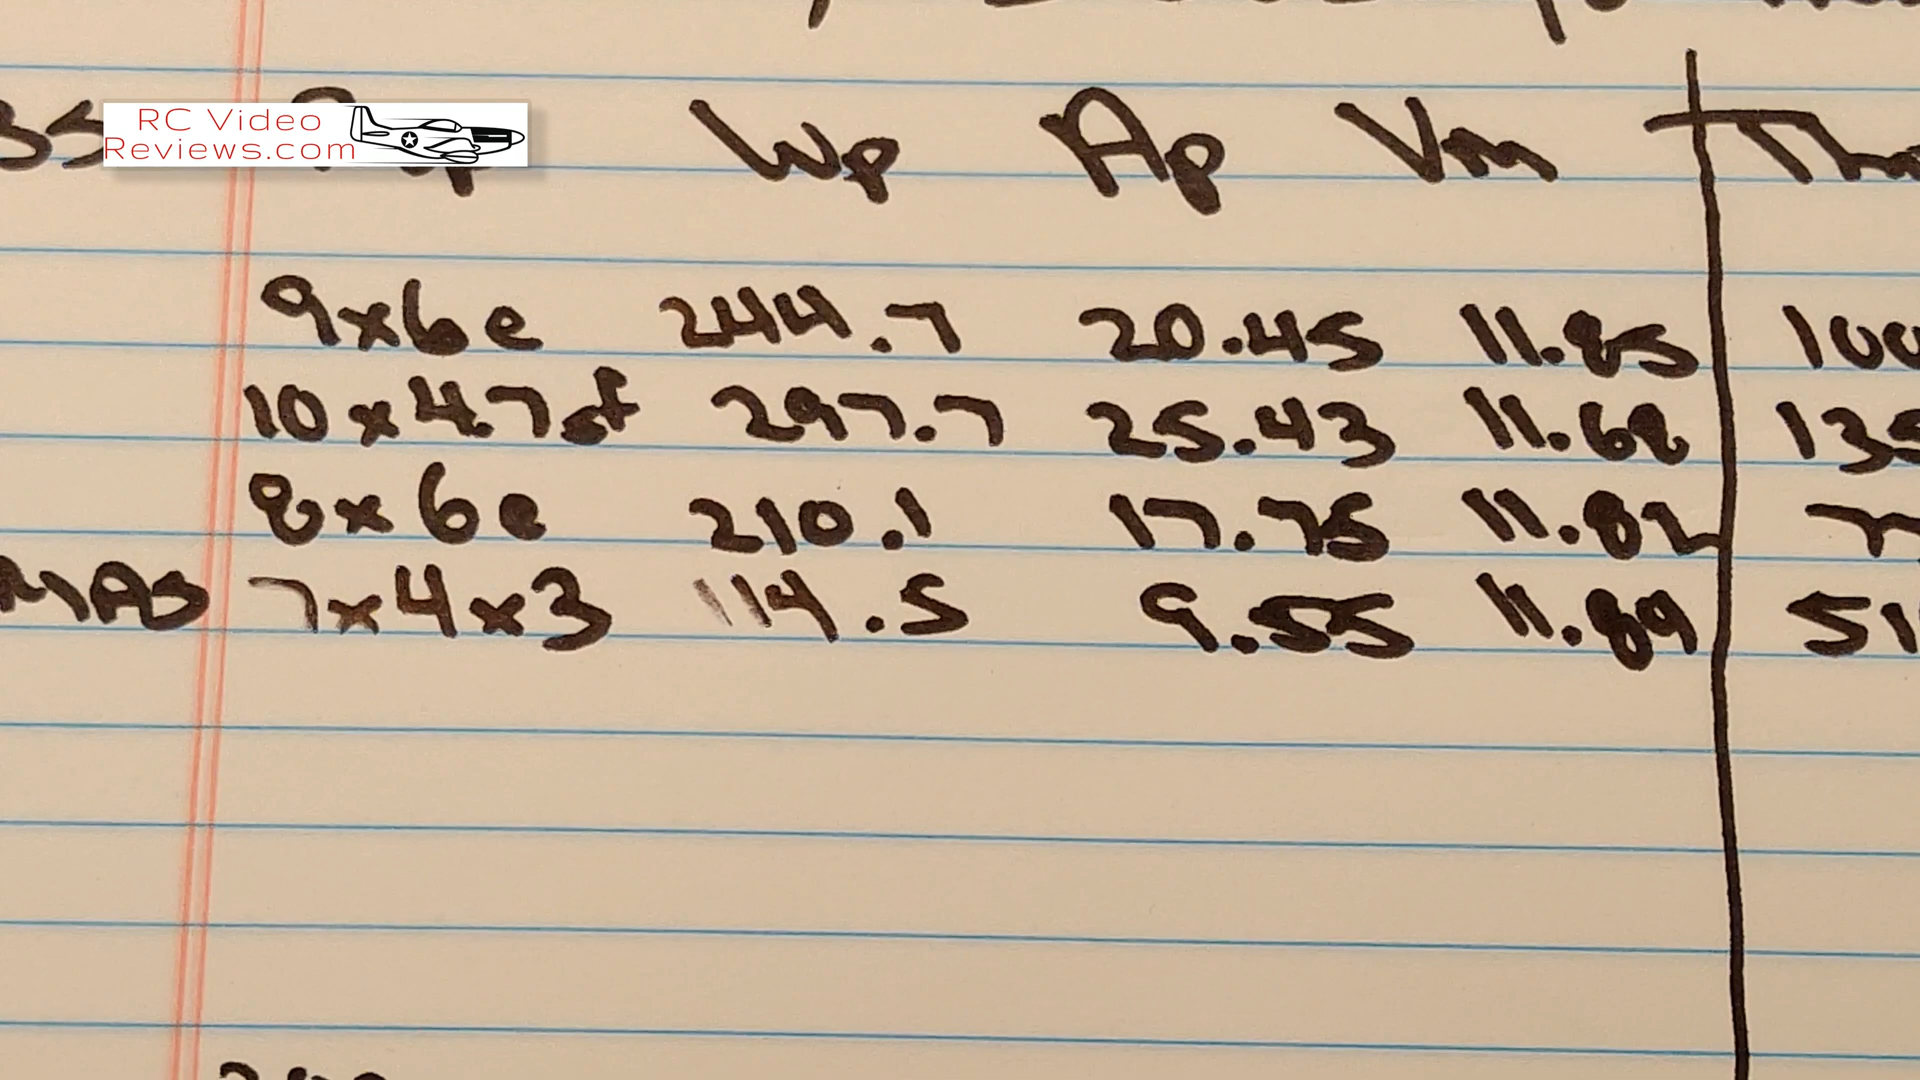 RC Video
Reviews.com
Wp Ap Vm
9x6e 244.7 20.45 11.85
10x4.7sf 297.7 25.43 11.68
8x6e 210.1 17.75 11.82
MAS 7x4x3 114.5 9.55 11.89